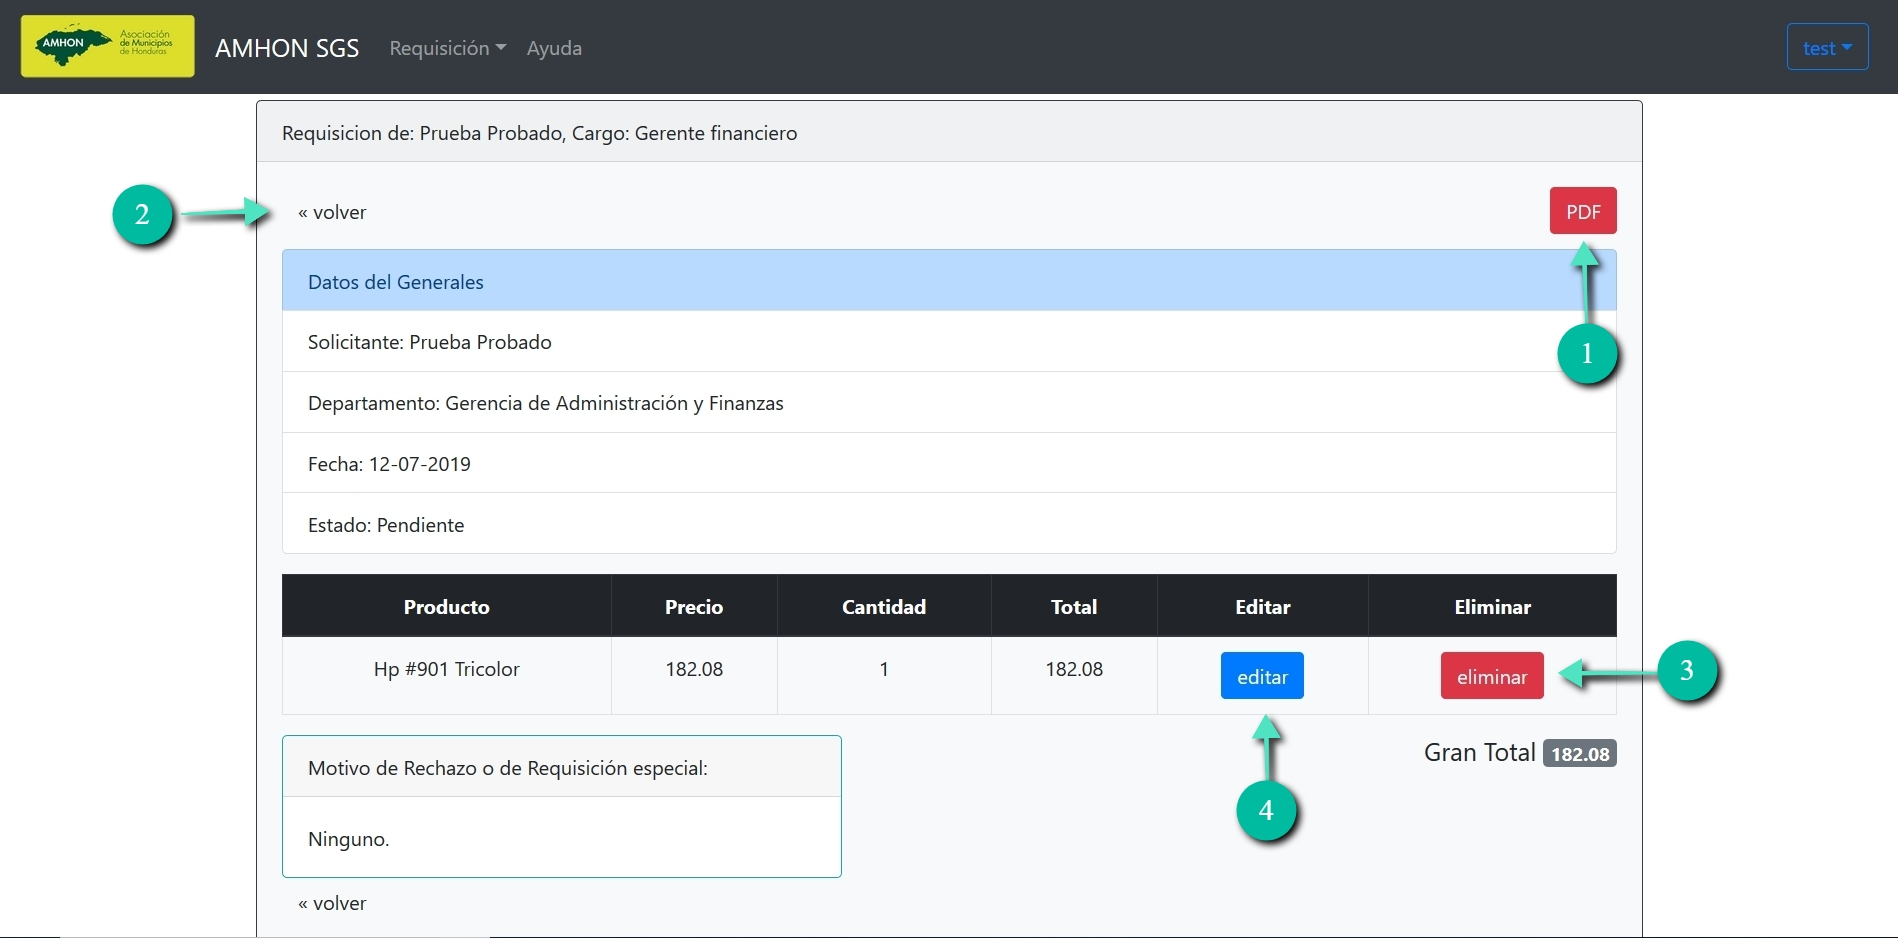 AMHON
Asociación
de Municipios
de Honduras
AMHON SGS
Requisición
Ayuda
test
Requisicion de: Prueba Probado, Cargo: Gerente financiero
2
« volver
PDF
1
Datos del Generales
Solicitante: Prueba Probado
Departamento: Gerencia de Administración y Finanzas
Fecha: 12-07-2019
Estado: Pendiente
Producto Precio Cantidad Total Editar Eliminar
Hp #901 Tricolor 182.08 1 182.08 editar eliminar
3
4
Gran Total 182.08
Motivo de Rechazo o de Requisición especial:
Ninguno.
« volver